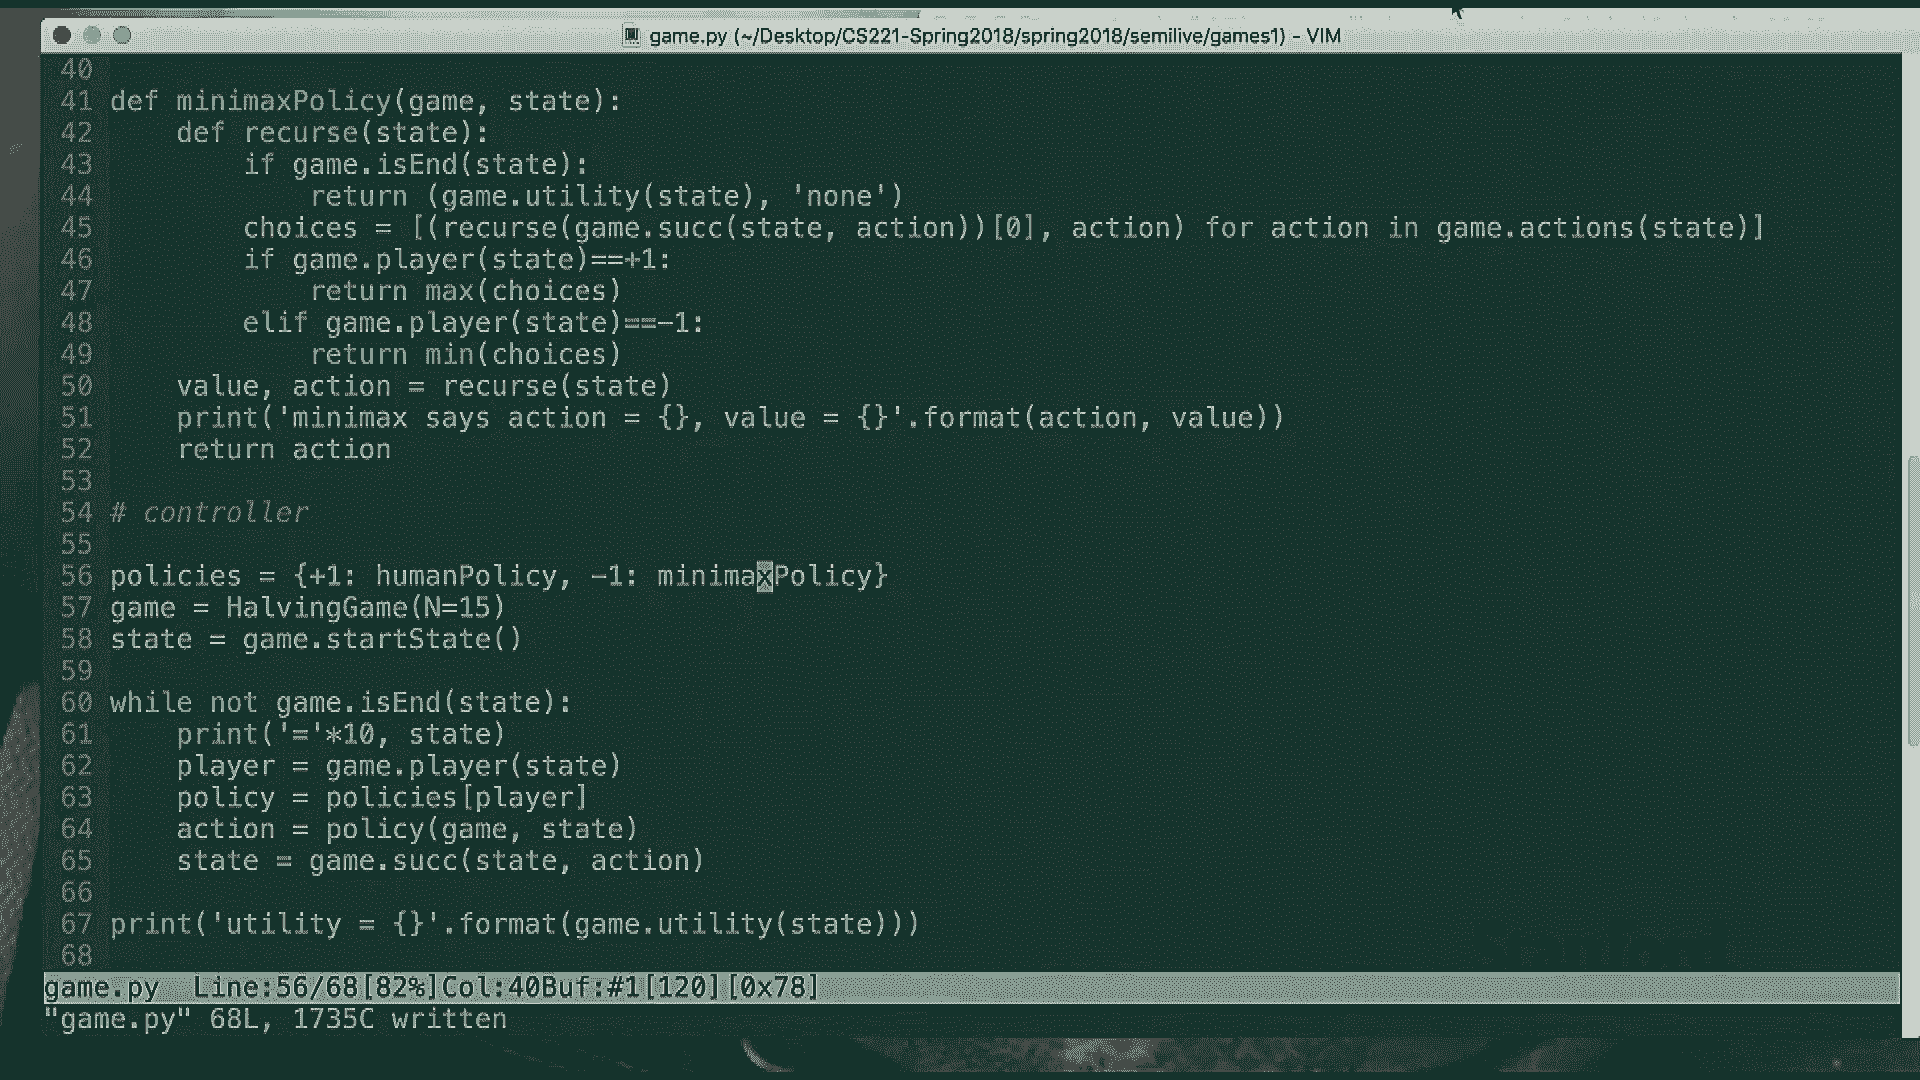 game.py (~/Desktop/CS221-Spring2018/spring2018/semilive/games1) - VIM
40
41 def minimaxPolicy(game, state):
42     def recurse(state):
43         if game.isEnd(state):
44             return (game.utility(state), 'none')
45         choices = [(recurse(game.succ(state, action))[0], action) for action in game.actions(state)]
46         if game.player(state)==+1:
47             return max(choices)
48         elif game.player(state)==-1:
49             return min(choices)
50     value, action = recurse(state)
51     print('minimax says action = {}, value = {}'.format(action, value))
52     return action
53
54 # controller
55
56 policies = {+1: humanPolicy, -1: minimaxPolicy}
57 game = HalvingGame(N=15)
58 state = game.startState()
59
60 while not game.isEnd(state):
61     print('='*10, state)
62     player = game.player(state)
63     policy = policies[player]
64     action = policy(game, state)
65     state = game.succ(state, action)
66
67 print('utility = {}'.format(game.utility(state)))
68
game.py  Line:56/68[82%]Col:40Buf:#1[120][0x78]
"game.py" 68L, 1735C written